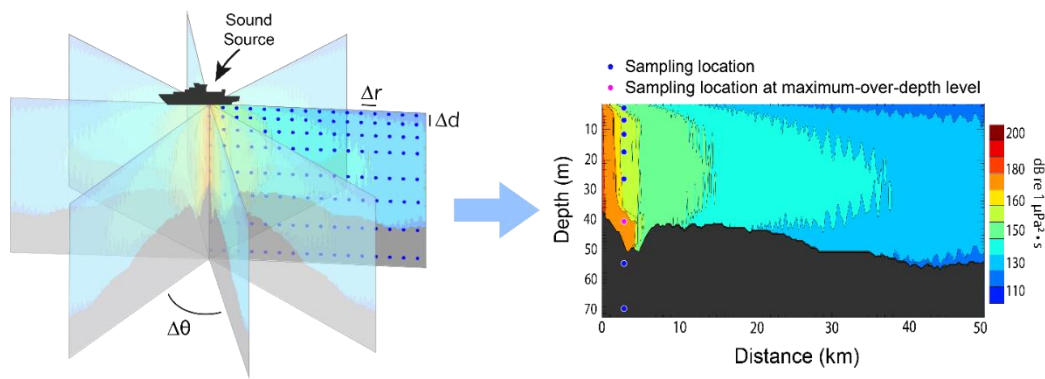 Sound
Source
Δr
Δd
Δθ
Sampling location
Sampling location at maximum-over-depth level
Depth (m)
10
20
30
40
50
60
70
0
10
20
30
40
50
Distance (km)
200
180
160
150
130
110
dB re 1 µPa²• s